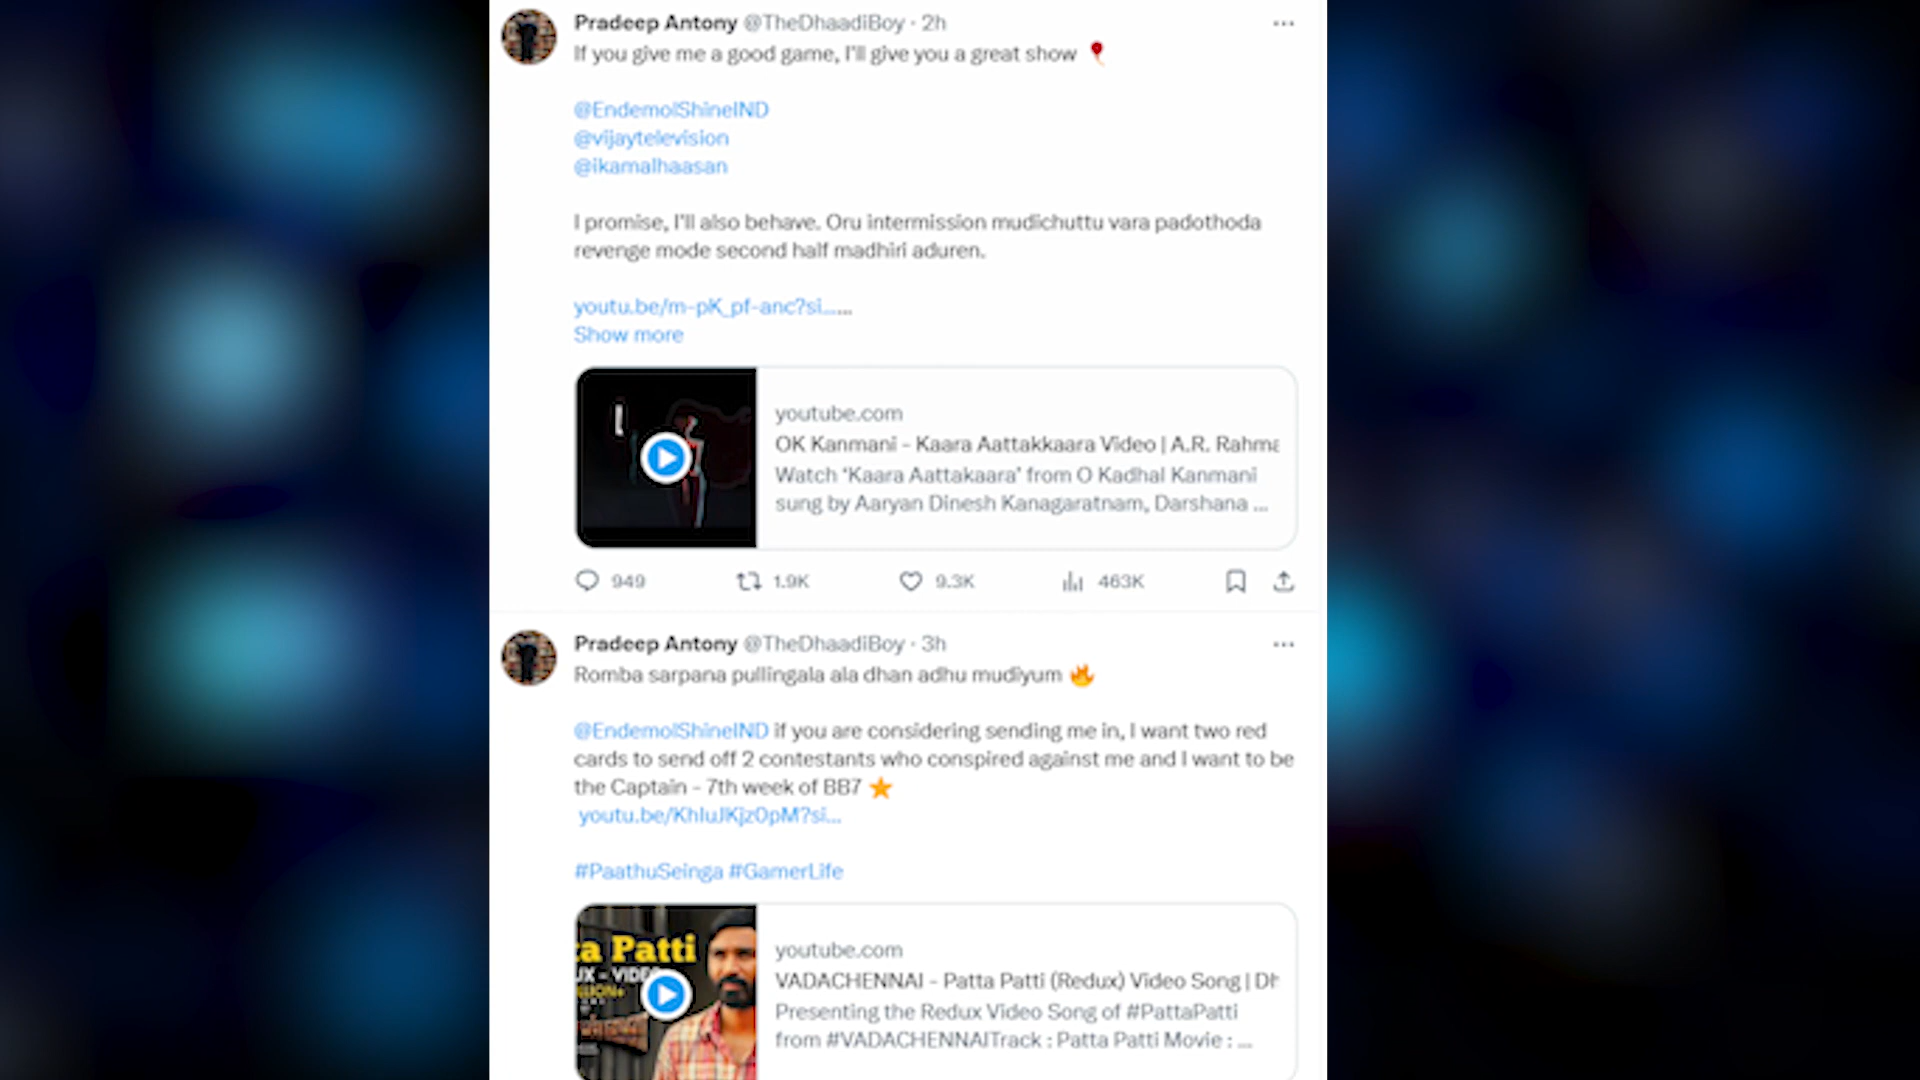 Pradeep Antony @TheDhaadiBoy · 2h
If you give me a good game, I'll give you a great show
@EndemolShineIND
@vijaytelevision
@ikamalhaasan
I promise, I'll also behave. Oru intermission mudichuttu vara padothoda
revenge mode second half madhiri aduren.
youtu.be/m-pK_pf-anc?si......
Show more
youtube.com
OK Kanmani - Kaara Aattakkaara Video | A.R. Rahma
Watch 'Kaara Aattakaara' from O Kadhal Kanmani
sung by Aaryan Dinesh Kanagaratnam, Darshana ...
949 1.9K 9.3K 463K
Pradeep Antony @TheDhaadiBoy · 3h
Romba sarpana pullingala ala dhan adhu mudiyum
@EndemolShineIND if you are considering sending me in, I want two red
cards to send off 2 contestants who conspired against me and I want to be
the Captain - 7th week of BB7
youtu.be/KhIuJKjz0pM?si...
#PaathuSeinga #GamerLife
a Patti
UX - VIDEO
youtube.com
VADACHENNAI - Patta Patti (Redux) Video Song | Dh
Presenting the Redux Video Song of #PattaPatti
from #VADACHENNAITrack : Patta Patti Movie : ...